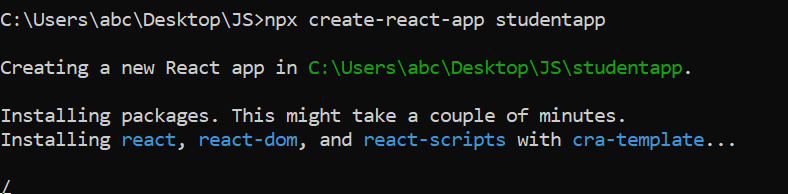 C:\Users\abc\Desktop\JS>npx create-react-app studentapp
Creating a new React app in C:\Users\abc\Desktop\JS\studentapp.
Installing packages. This might take a couple of minutes.
Installing react, react-dom, and react-scripts with cra-template...
/